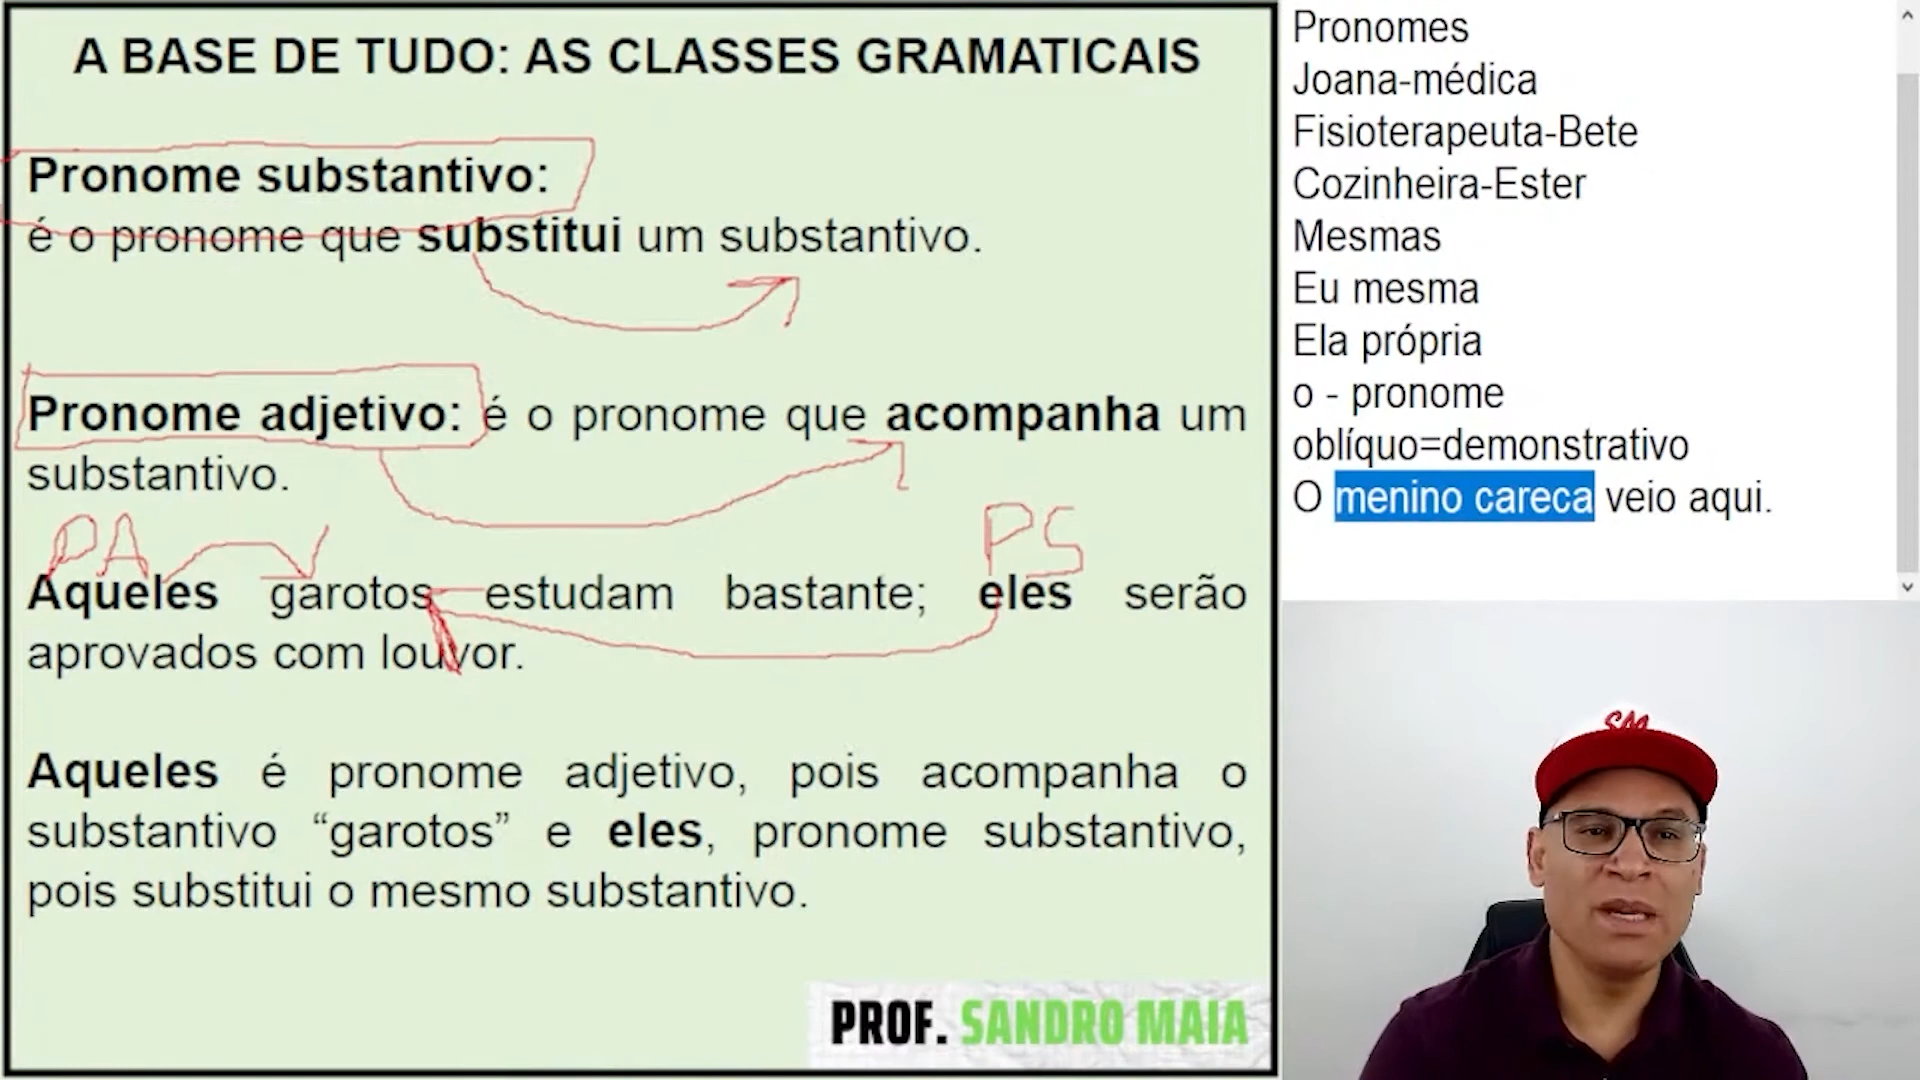 A BASE DE TUDO: AS CLASSES GRAMATICAIS
Pronome substantivo:
é o pronome que substitui um substantivo.
Pronome adjetivo: é o pronome que acompanha um
substantivo.
PA
PS
Aqueles garotos estudam bastante; eles serão
aprovados com louvor.
Aqueles é pronome adjetivo, pois acompanha o
substantivo “garotos” e eles, pronome substantivo,
pois substitui o mesmo substantivo.
PROF. SANDRO MAIA
Pronomes
Joana-médica
Fisioterapeuta-Bete
Cozinheira-Ester
Mesmas
Eu mesma
Ela própria
o - pronome
oblíquo=demonstrativo
O menino careca veio aqui.
SM